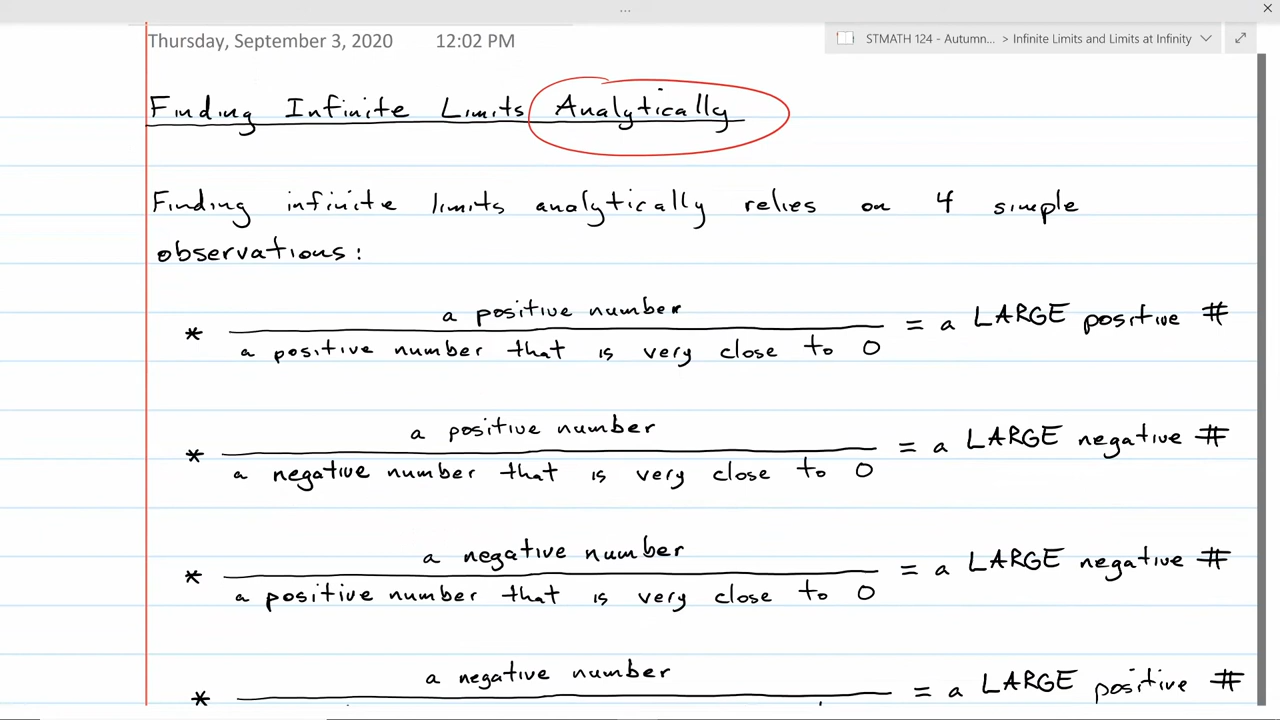 ...
Thursday, September 3, 2020 12:02 PM
STMATH 124 - Autumn... > Infinite Limits and Limits at Infinity
Finding Infinite Limits Analytically
Finding infinite limits analytically relies on 4 simple
observations:
a positive number
* = a LARGE positive #
a positive number that is very close to 0
a positive number
* = a LARGE negative #
a negative number that is very close to 0
a negative number
* = a LARGE negative #
a positive number that is very close to 0
a negative number
* = a LARGE positive #